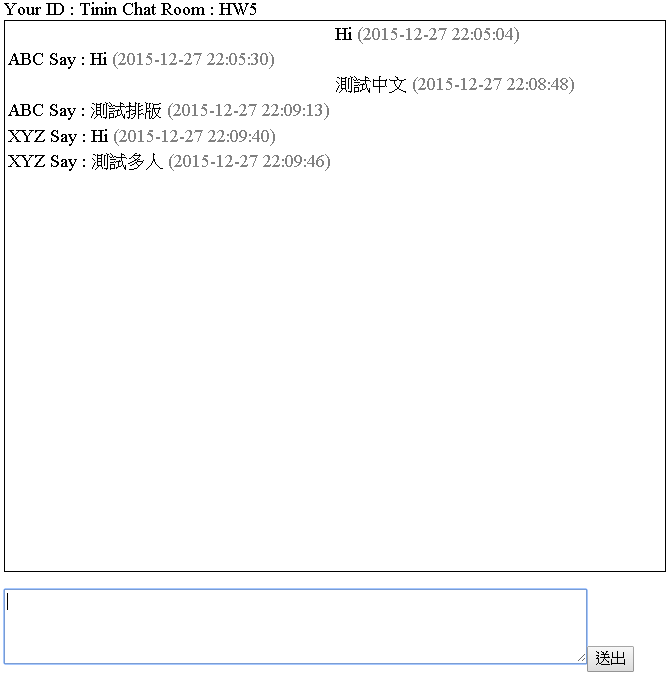 Your ID : Tinin Chat Room : HW5
Hi (2015-12-27 22:05:04)
ABC Say : Hi (2015-12-27 22:05:30)
測試中文 (2015-12-27 22:08:48)
ABC Say : 測試排版 (2015-12-27 22:09:13)
XYZ Say : Hi (2015-12-27 22:09:40)
XYZ Say : 測試多人 (2015-12-27 22:09:46)
送出